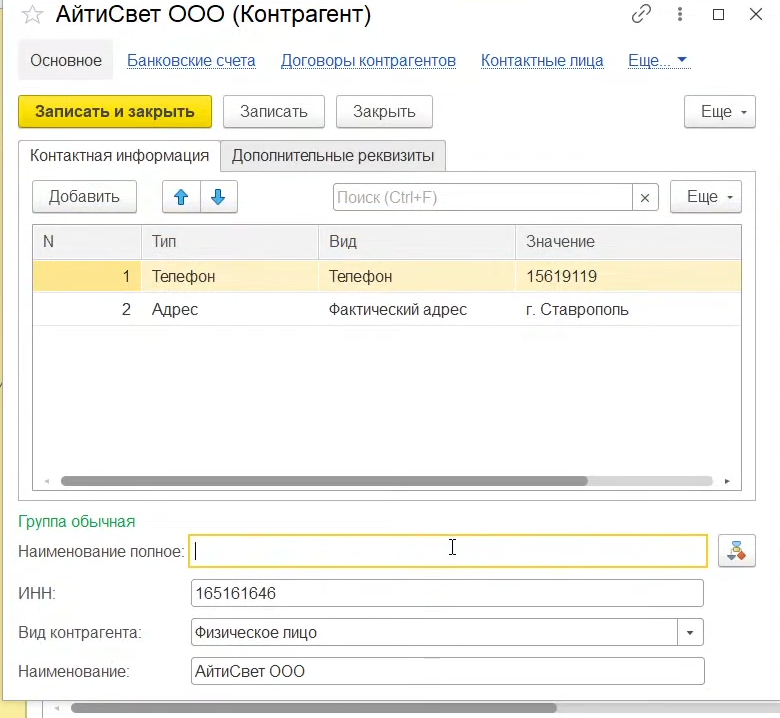 АйтиСвет ООО (Контрагент)
Основное Банковские счета Договоры контрагентов Контактные лица Еще...
Записать и закрыть Записать Закрыть Еще
Контактная информация Дополнительные реквизиты
Добавить Поиск (Ctrl+F) × Еще
N Тип Вид Значение
1 Телефон Телефон 15619119
2 Адрес Фактический адрес г. Ставрополь
Группа обычная
Наименование полное:
ИНН: 165161646
Вид контрагента: Физическое лицо
Наименование: АйтиСвет ООО